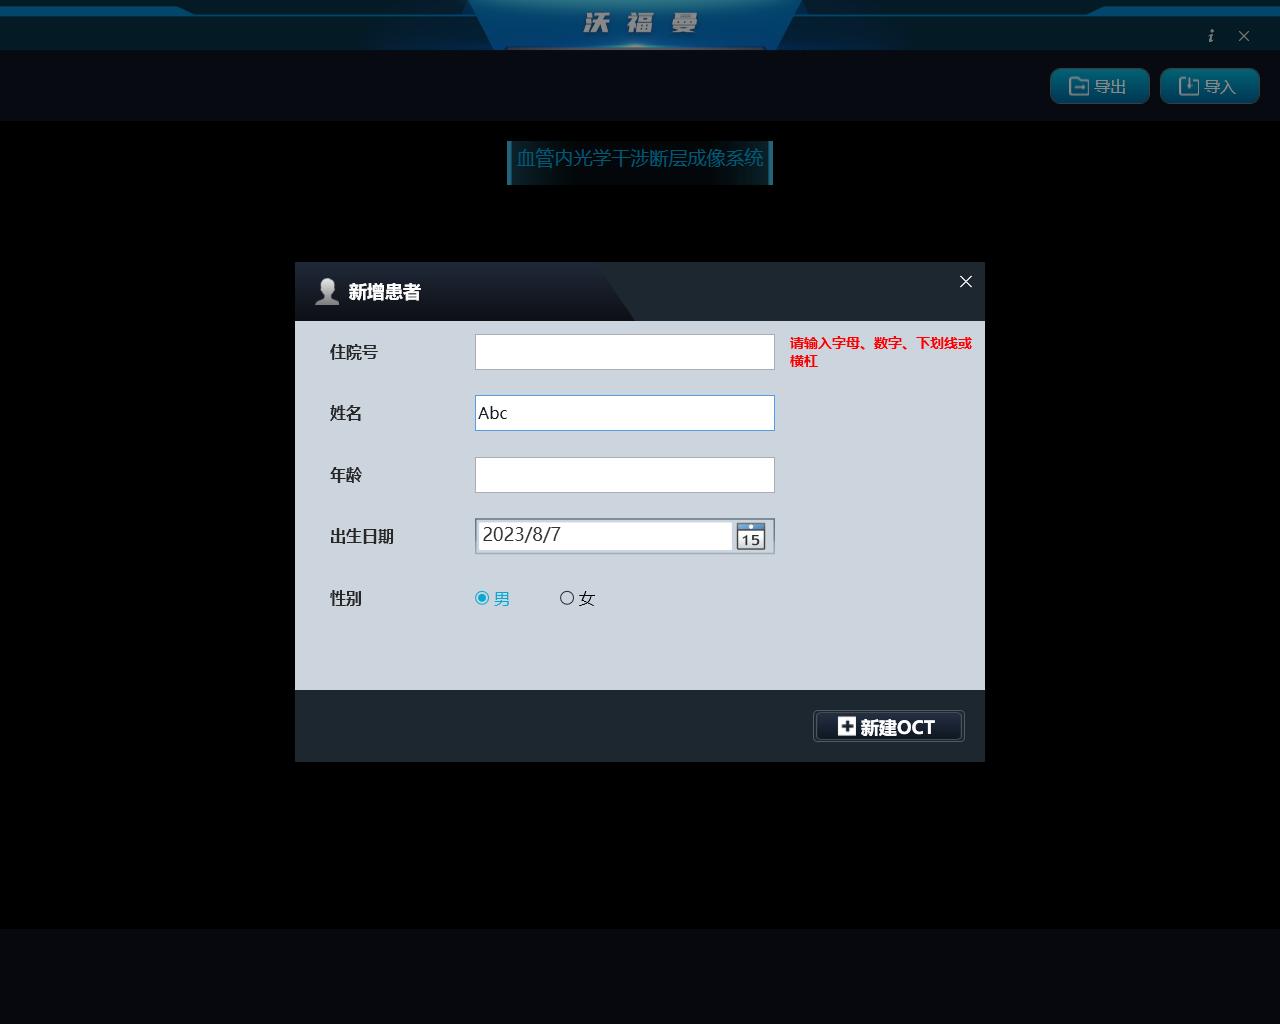 沃福曼
i
导出
导入
血管内光学干涉断层成像系统
新增患者
住院号
请输入字母、数字、下划线或
横杠
姓名
Abc
年龄
出生日期
2023/8/7
15
性别
男
女
新建OCT